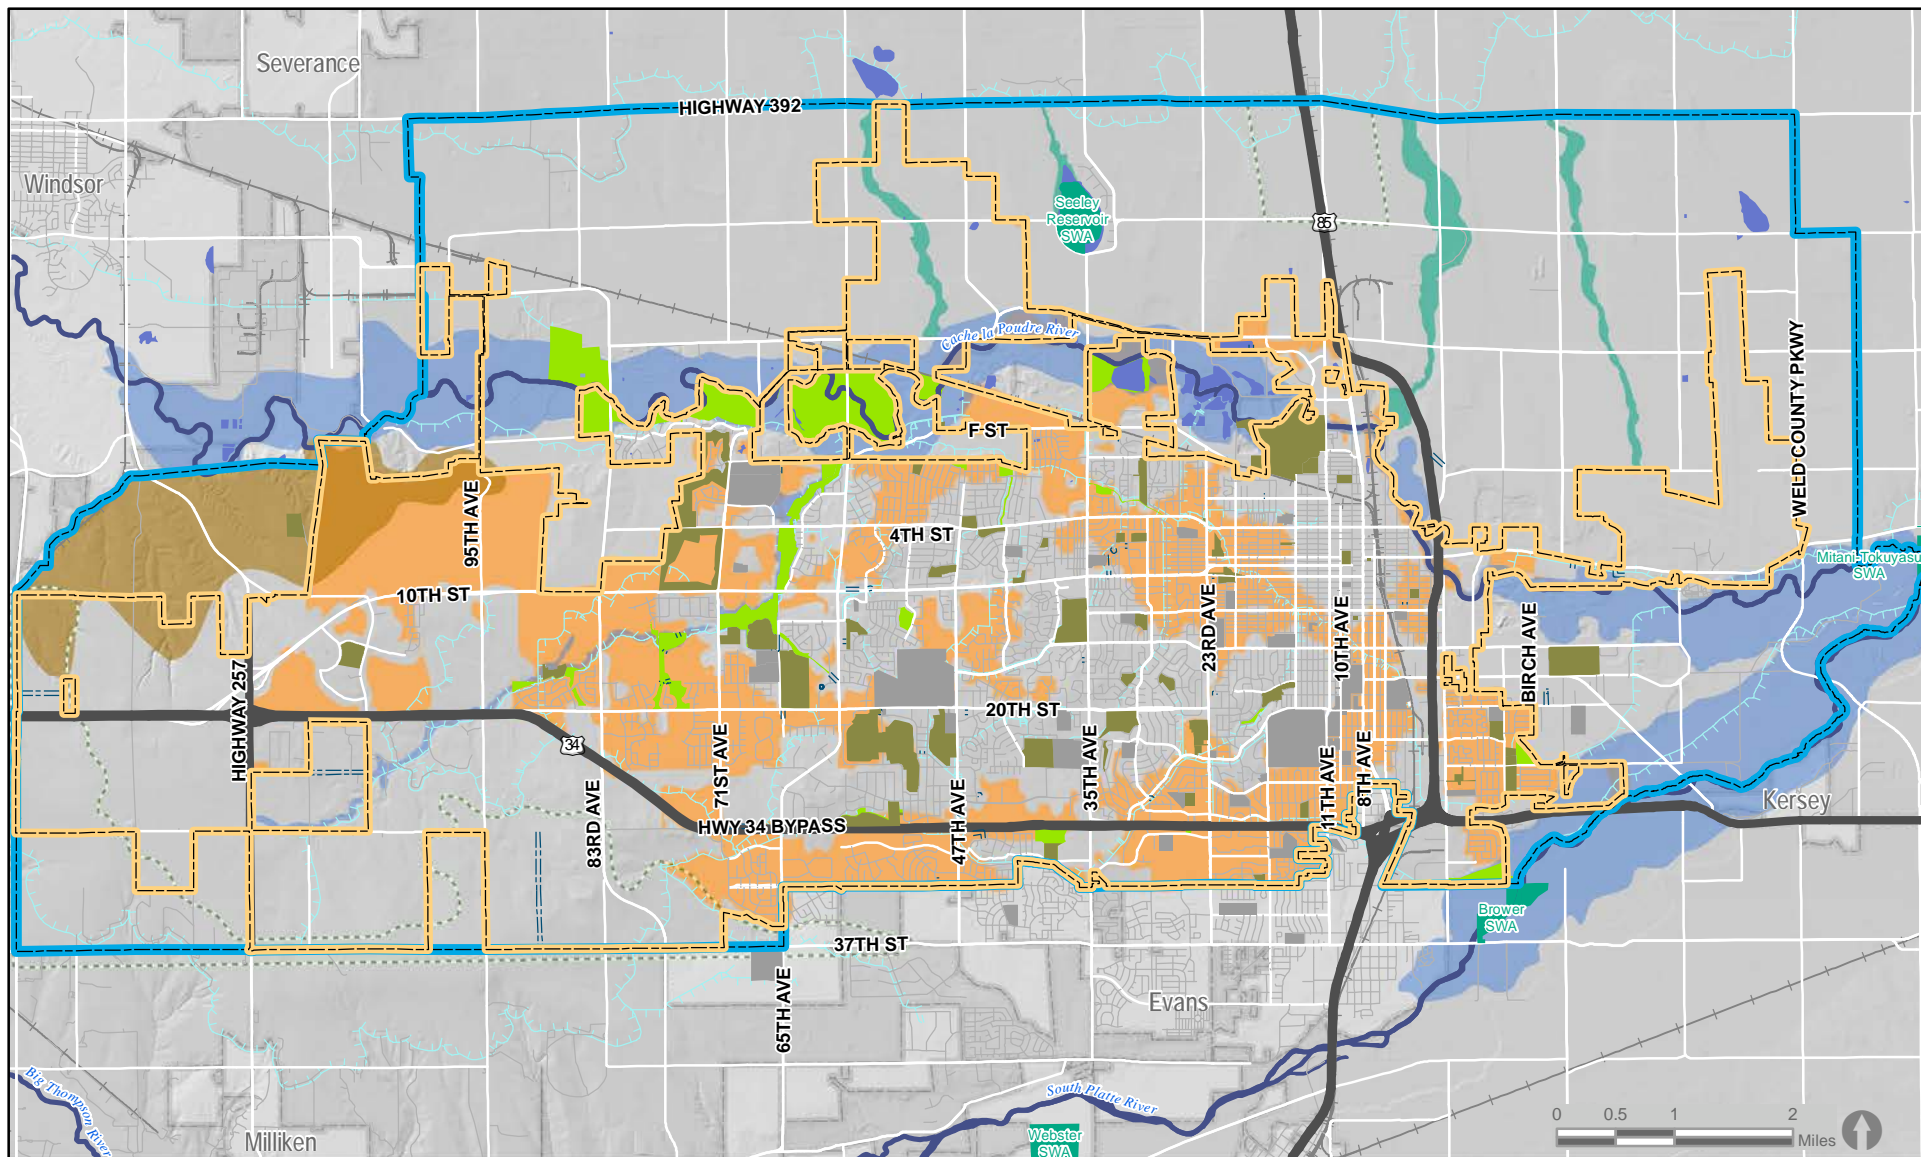 Severance
HIGHWAY 392
Windsor
Seeley
Reservoir
SWA
85
Cache la Poudre River
WELD COUNTY PKWY
F ST
95TH AVE
4TH ST
Mitani-Tokuyasu
SWA
10TH ST
23RD AVE
10TH AVE
BIRCH AVE
HIGHWAY 257
20TH ST
34
71ST AVE
35TH AVE
11TH AVE
8TH AVE
83RD AVE
47TH AVE
HWY 34 BYPASS
Kersey
Brower
SWA
37TH ST
65TH AVE
Evans
Big Thompson River
South Platte River
Milliken
Webster
SWA
0 0.5 1 2
Miles